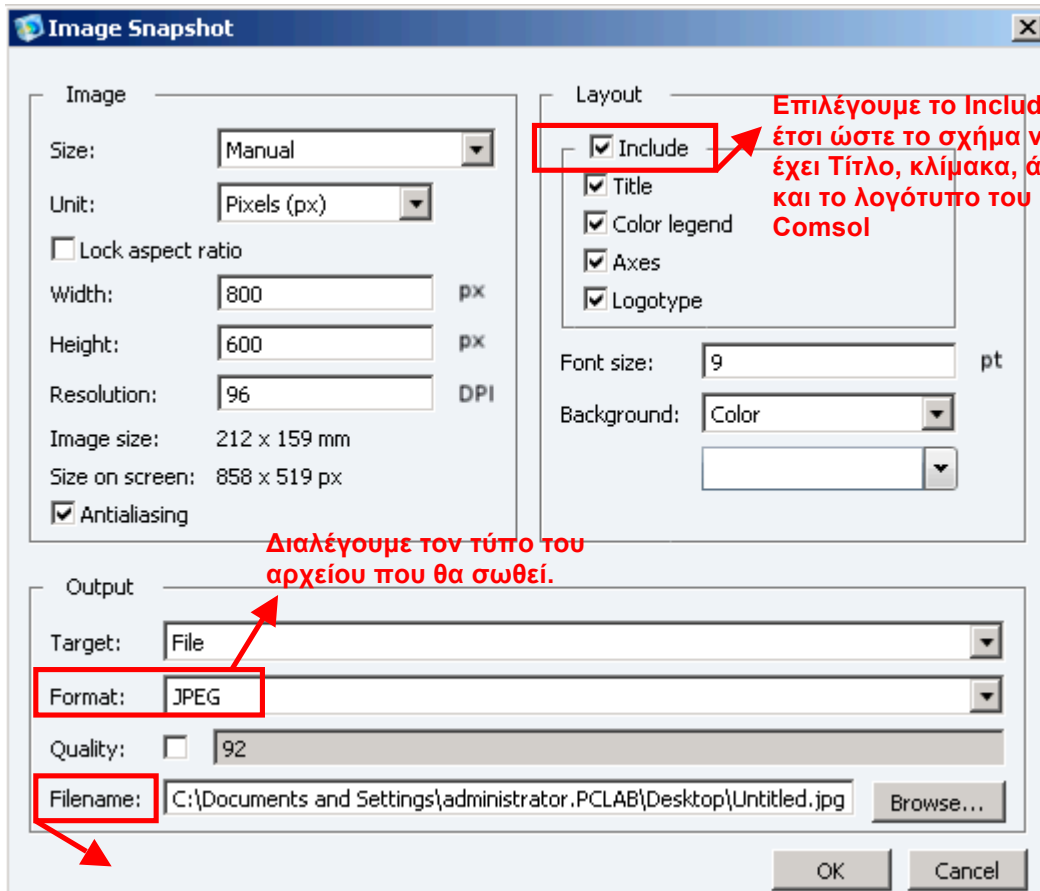 Image Snapshot
Image
Size: Manual
Unit: Pixels (px)
Lock aspect ratio
Width: 800 px
Height: 600 px
Resolution: 96 DPI
Image size: 212 x 159 mm
Size on screen: 858 x 519 px
Antialiasing
Layout
Include
Title
Color legend
Axes
Logotype
Font size: 9 pt
Background: Color
Επιλέγουμε το
έτσι ώστε το σχήμα
έχει Τίτλο, κλίμακα,
και το λογότυπο του
Comsol
Διαλέγουμε τον τύπο του
αρχείου που θα σωθεί.
Output
Target: File
Format: JPEG
Quality: 92
Filename: C:\Documents and Settings\administrator.PCLAB\Desktop\Untitled.jpg Browse...
OK Cancel